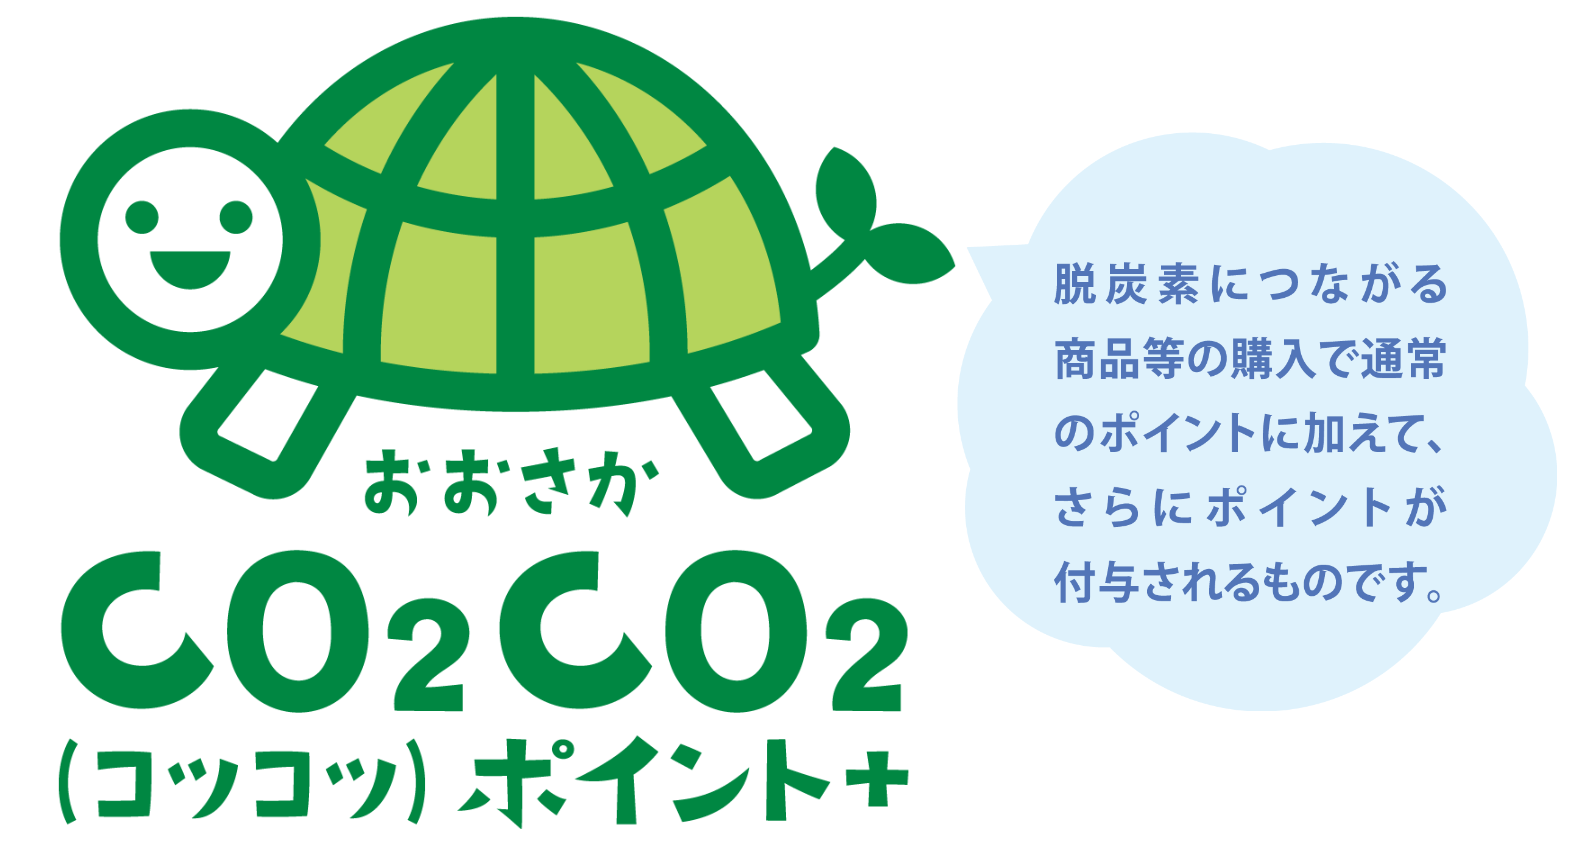 おおさか
CO2CO2
(コツコツ)ポイント+
脱炭素につながる
商品等の購入で通常
のポイントに加えて、
さらにポイントが
付与されるものです。